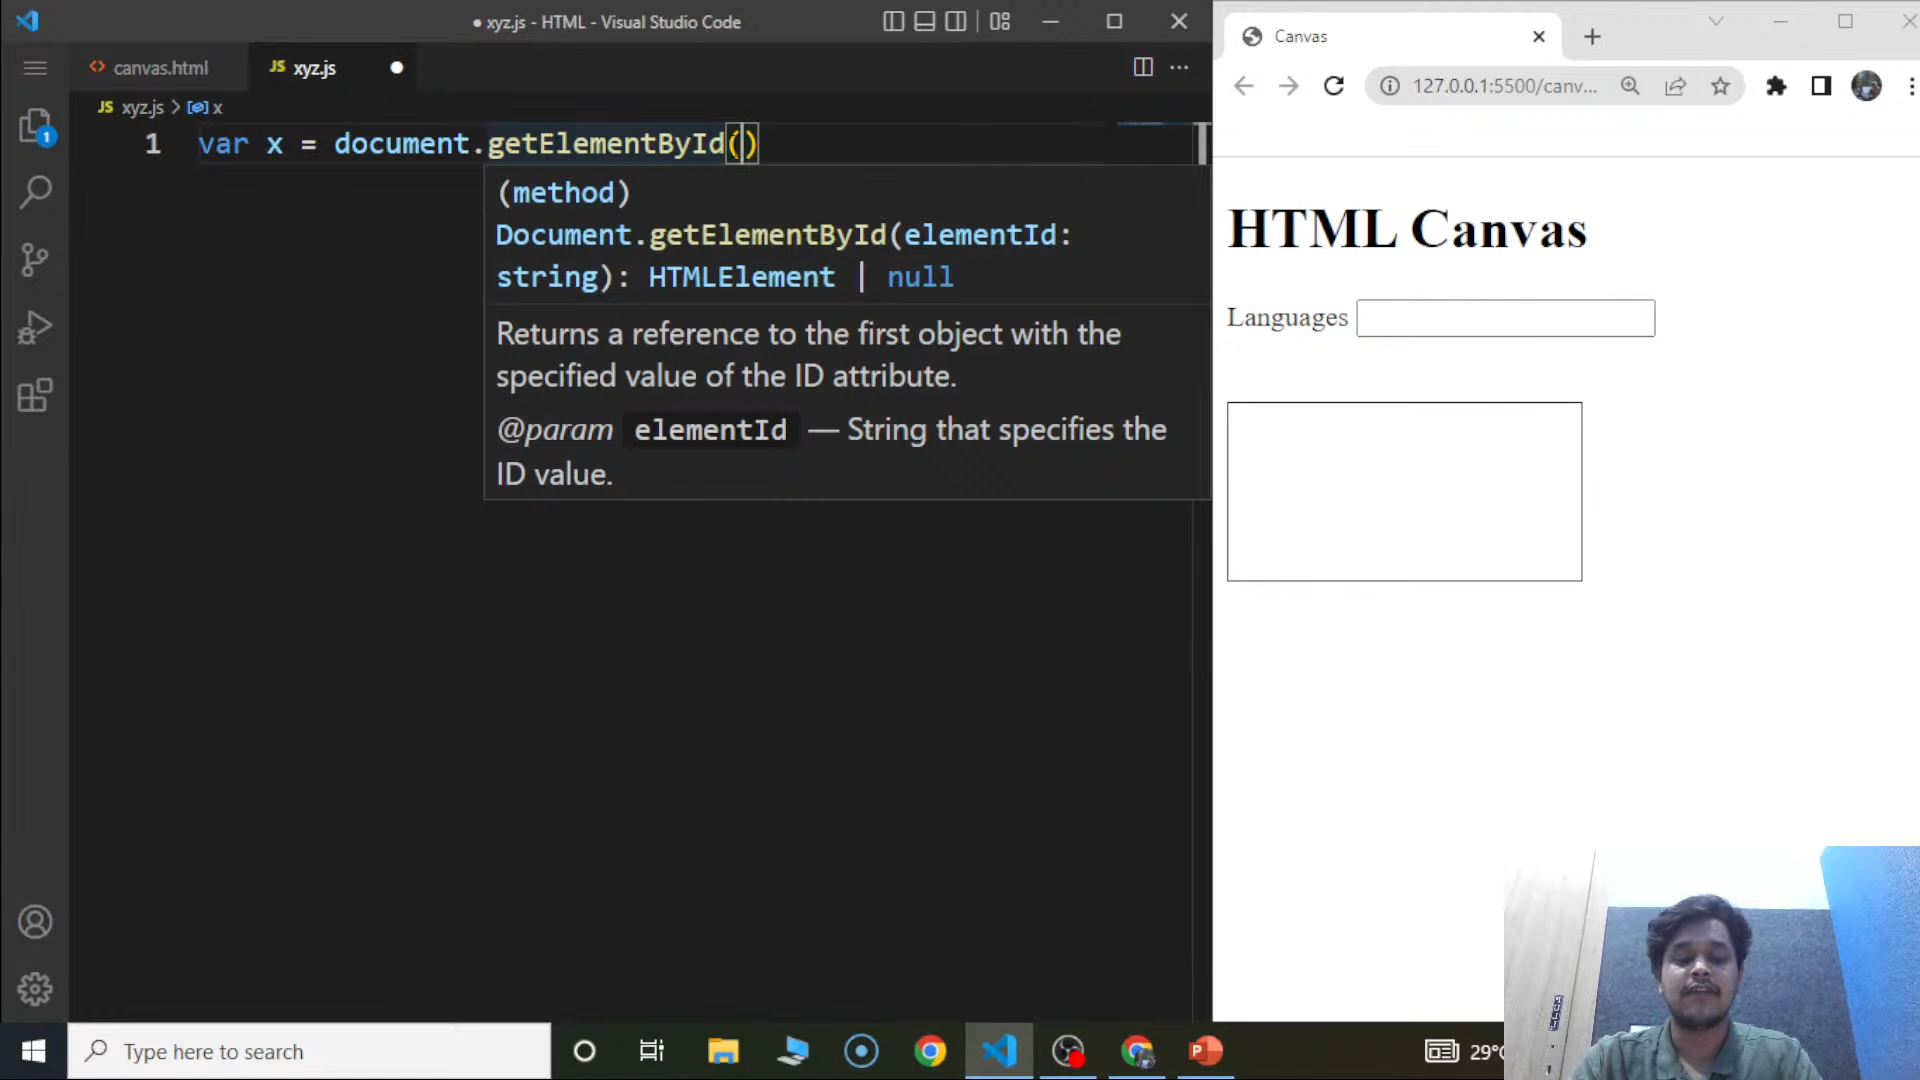 ● xyz.js - HTML - Visual Studio Code
canvas.html
JS xyz.js ●
JS xyz.js > x
1 var x = document.getElementById()
(method)
Document.getElementById(elementId:
string): HTMLElement | null
Returns a reference to the first object with the
specified value of the ID attribute.
@param elementId — String that specifies the
ID value.
1
Canvas
127.0.0.1:5500/canv...
HTML Canvas
Languages
Type here to search
P
29°C